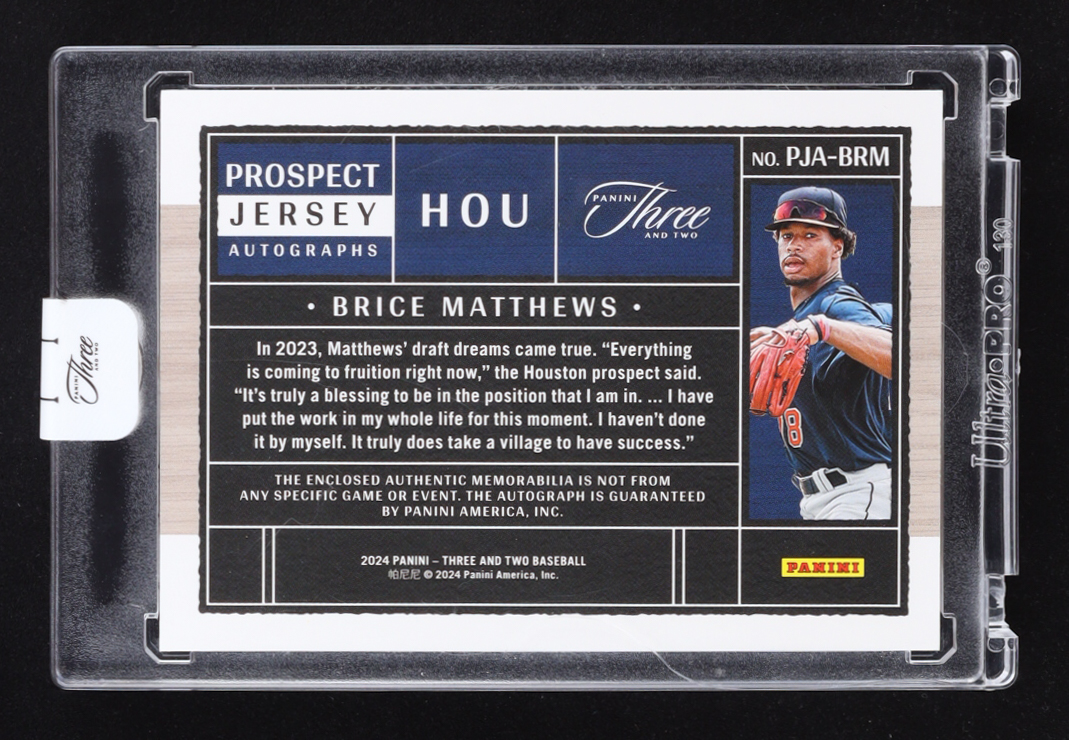 PROSPECT
JERSEY
AUTOGRAPHS
HOU
PANINI
Three
AND TWO
NO. PJA-BRM
• BRICE MATTHEWS •
In 2023, Matthews’ draft dreams came true. “Everything
is coming to fruition right now,” the Houston prospect said.
“It’s truly a blessing to be in the position that I am in. ... I have
put the work in my whole life for this moment. I haven’t done
it by myself. It truly does take a village to have success.”
THE ENCLOSED AUTHENTIC MEMORABILIA IS NOT FROM
ANY SPECIFIC GAME OR EVENT. THE AUTOGRAPH IS GUARANTEED
BY PANINI AMERICA, INC.
2024 PANINI – THREE AND TWO BASEBALL
帕尼尼 © 2024 Panini America, Inc.
18
PANINI
PANINI
Three
AND TWO
UltraPRO® 130